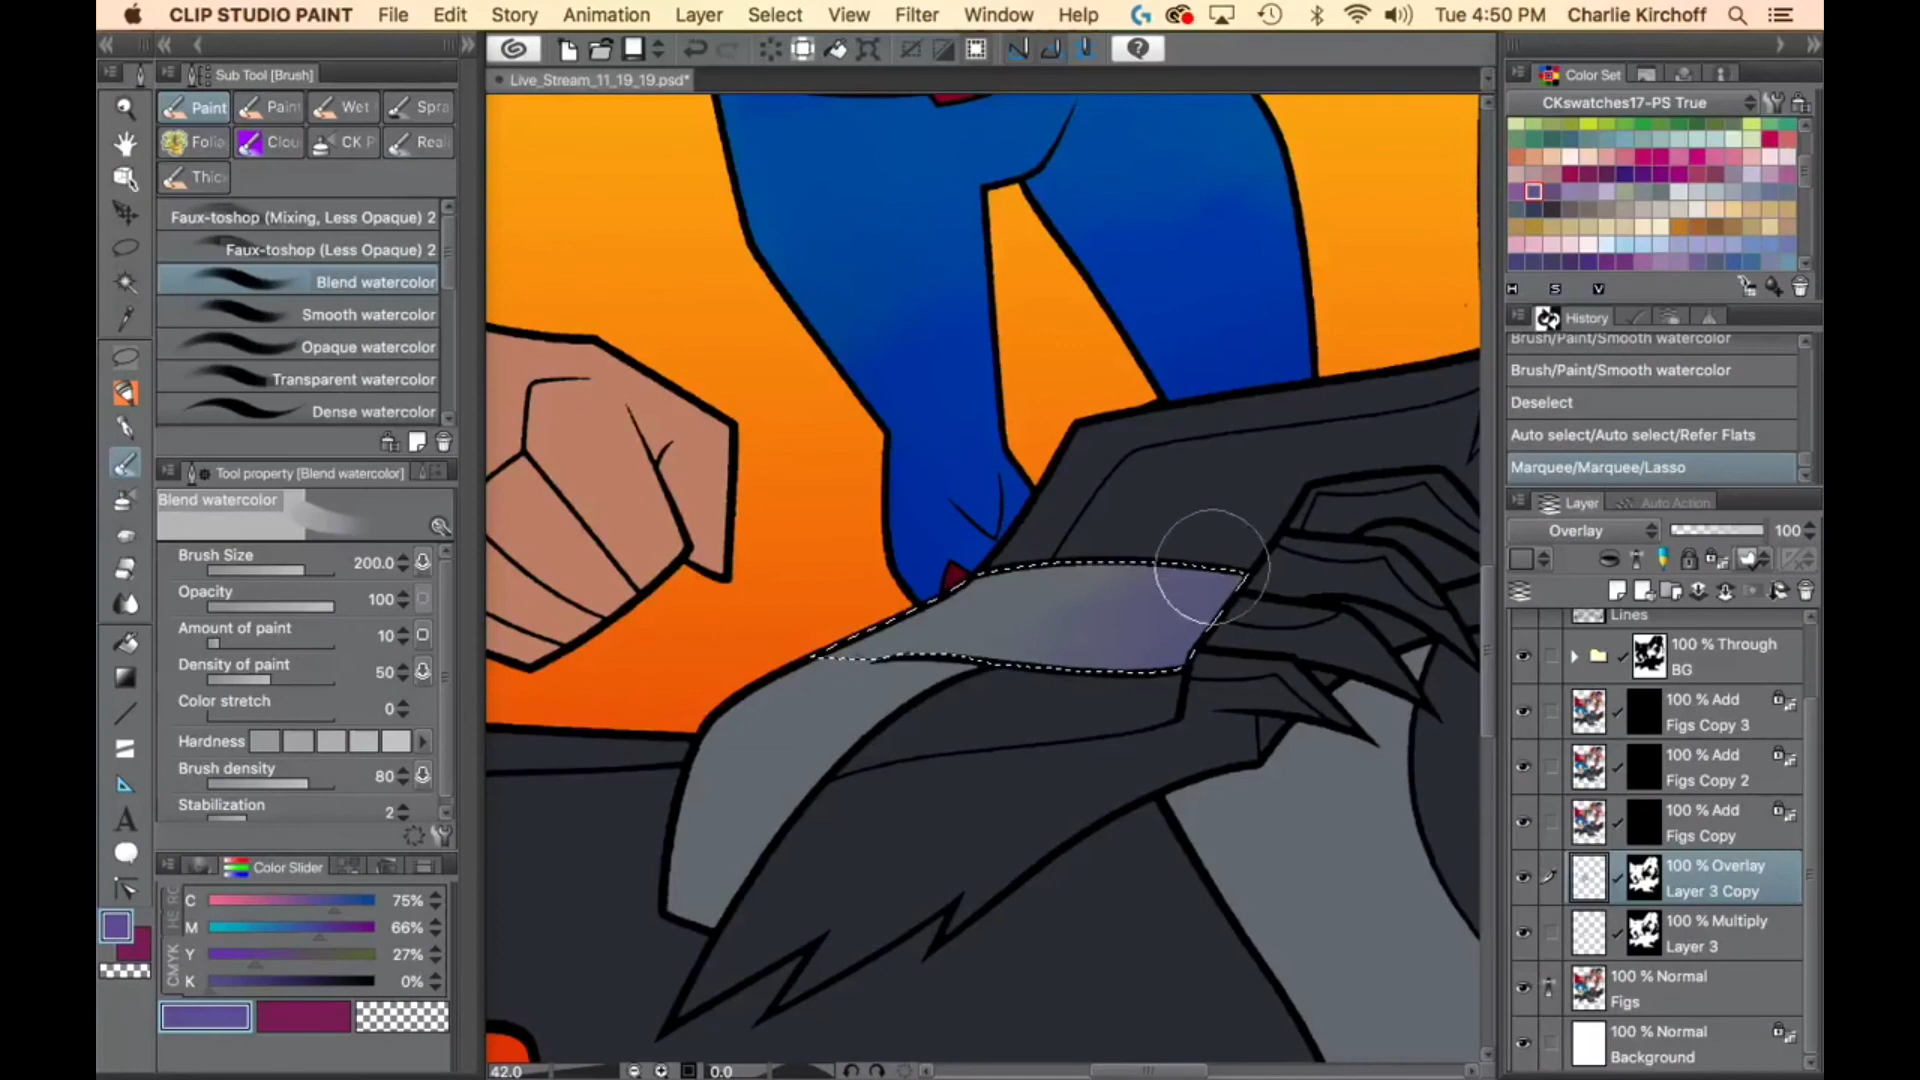 CLIP STUDIO PAINT File Edit Story Animation Layer Select View Filter Window Help Tue 4:50 PM Charlie Kirchoff
Sub Tool [Brush]
Paint Pain Wet Spra
Folia Clou CK P Reali
Thic
Faux-toshop (Mixing, Less Opaque) 2
Faux-toshop (Less Opaque) 2
Blend watercolor
Smooth watercolor
Opaque watercolor
Transparent watercolor
Dense watercolor
Tool property [Blend watercolor]
Blend watercolor
Brush Size 200.0
Opacity 100
Amount of paint 10
Density of paint 50
Color stretch 0
Hardness
Brush density 80
Stabilization 2
Color Slider
C 75%
M 66%
Y 27%
K 0%
CMYK
Live_Stream_11_19_19.psd*
42.0 0.0
Color Set
CKswatches17-PS True
H S V
History
Brush/Paint/Smooth watercolor
Brush/Paint/Smooth watercolor
Deselect
Auto select/Auto select/Refer Flats
Marquee/Marquee/Lasso
Layer Auto Action
Overlay 100
Lines
100 % Through
BG
100 % Add
Figs Copy 3
100 % Add
Figs Copy 2
100 % Add
Figs Copy
100 % Overlay
Layer 3 Copy
100 % Multiply
Layer 3
100 % Normal
Figs
100 % Normal
Background